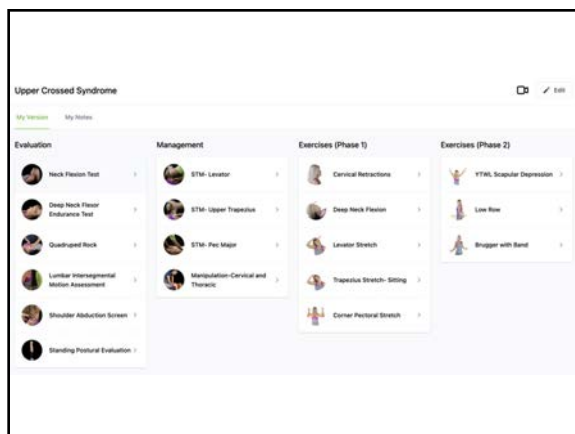 Upper Crossed Syndrome
Edit
My Version
My Notes
Evaluation
Neck Flexion Test
Deep Neck Flexor
Endurance Test
Quadruped Rock
Lumbar Intersegmental
Motion Assessment
Shoulder Abduction Screen
Standing Postural Evaluation
Management
STM- Levator
STM- Upper Trapezius
STM- Pec Major
Manipulation-Cervical and
Thoracic
Exercises (Phase 1)
Cervical Retractions
Deep Neck Flexion
Levator Stretch
Trapezius Stretch- Sitting
Corner Pectoral Stretch
Exercises (Phase 2)
YTWL Scapular Depression
Low Row
Brugger with Band